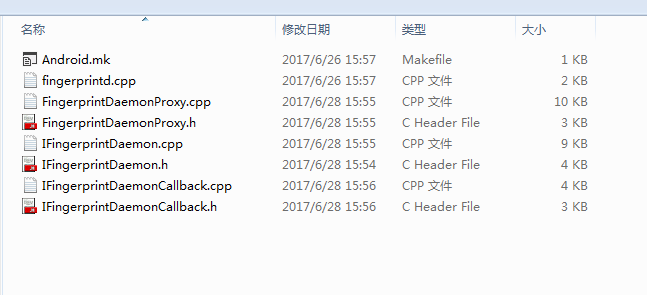 名称 修改日期 类型 大小
Android.mk 2017/6/26 15:57 Makefile 1 KB
fingerprintd.cpp 2017/6/26 15:57 CPP 文件 2 KB
FingerprintDaemonProxy.cpp 2017/6/28 15:55 CPP 文件 10 KB
FingerprintDaemonProxy.h 2017/6/28 15:55 C Header File 3 KB
IFingerprintDaemon.cpp 2017/6/28 15:55 CPP 文件 9 KB
IFingerprintDaemon.h 2017/6/28 15:54 C Header File 4 KB
IFingerprintDaemonCallback.cpp 2017/6/28 15:56 CPP 文件 4 KB
IFingerprintDaemonCallback.h 2017/6/28 15:56 C Header File 3 KB